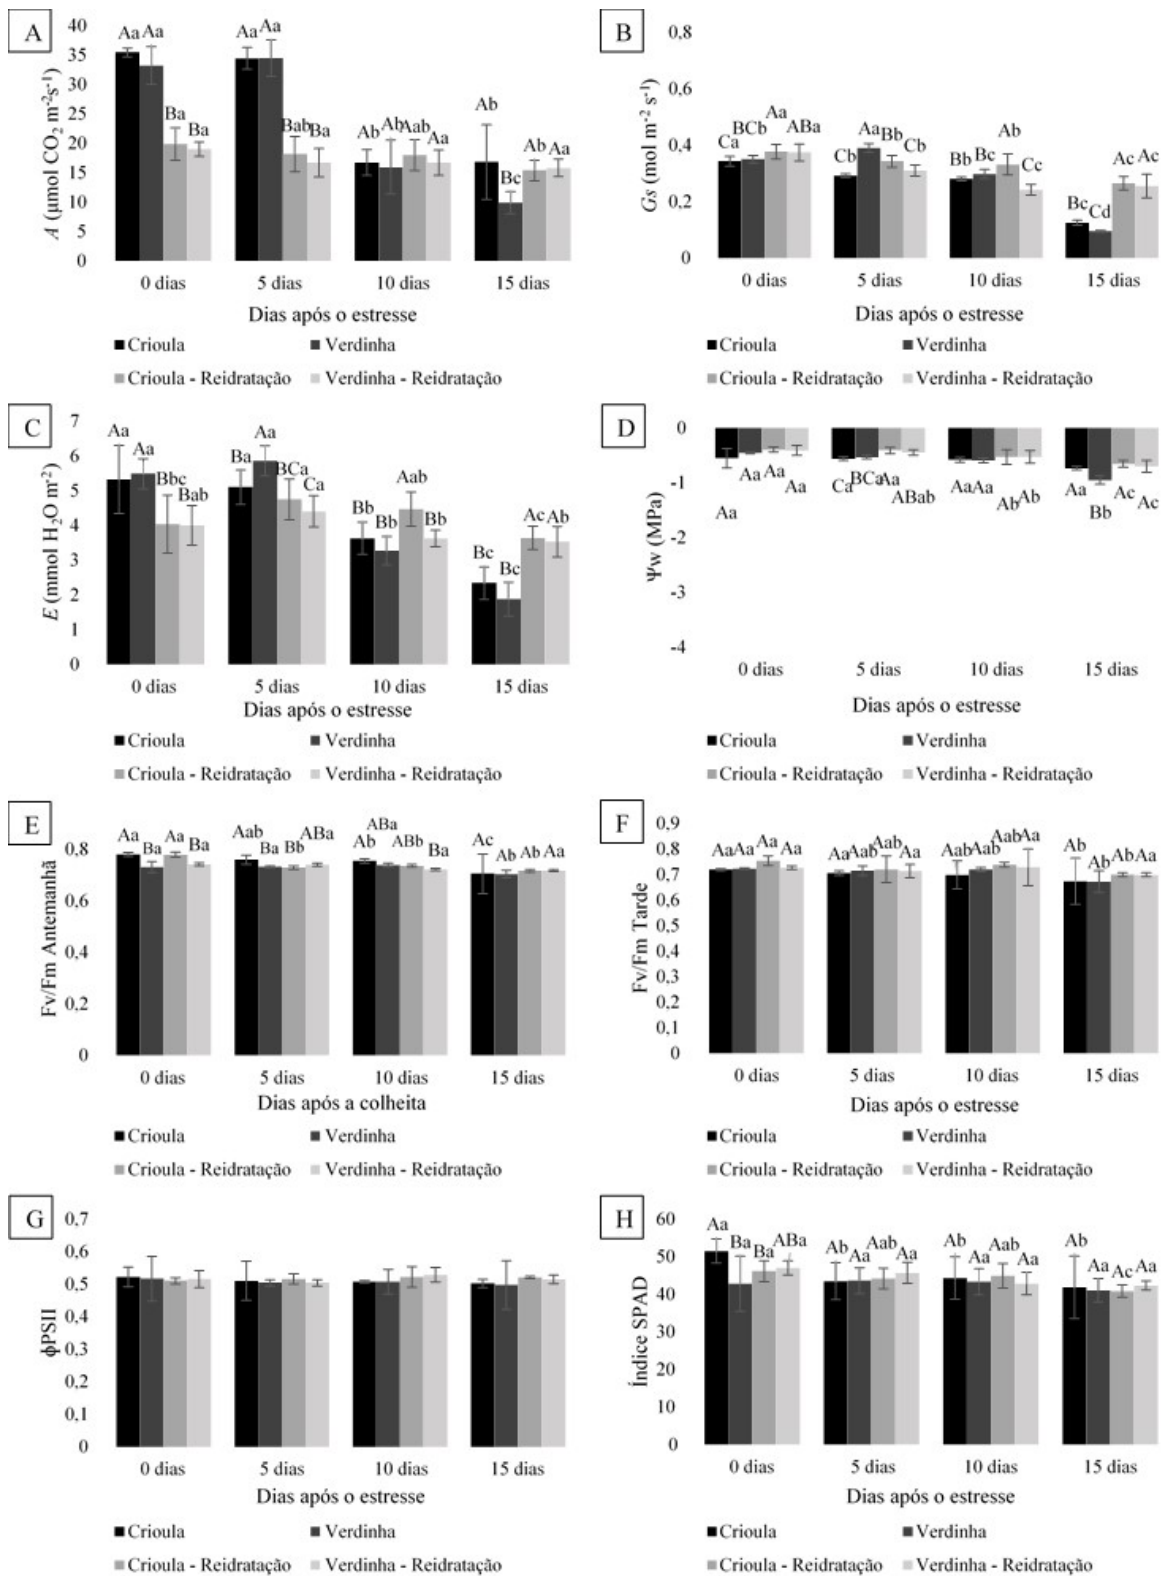 A
A (µmol CO₂ m⁻²s⁻¹)
40
35
30
25
20
15
10
5
0
Aa Aa Ba Ba
Aa Aa Bab Ba
Ab Ab Aab Aa
Ab Bc Ab Aa
0 dias 5 dias 10 dias 15 dias
Dias após o estresse
Crioula Verdinha
Crioula - Reidratação Verdinha - Reidratação
B
Gs (mol m⁻² s⁻¹)
0,8
0,6
0,4
0,2
0
Ca BCb Aa ABa
Cb Aa Bb Cb
Bb Bc Ab Cc
Bc Cd Ac Ac
0 dias 5 dias 10 dias 15 dias
Dias após o estresse
Crioula Verdinha
Crioula - Reidratação Verdinha - Reidratação
C
E (mmol H₂O m⁻²)
7
6
5
4
3
2
1
0
Aa Aa Bbc Bab
Ba Aa BCa Ca
Bb Bb Aab Bb
Bc Bc Ac Ab
0 dias 5 dias 10 dias 15 dias
Dias após o estresse
Crioula Verdinha
Crioula - Reidratação Verdinha - Reidratação
D
Ψw (MPa)
0
-1
-2
-3
-4
Aa Aa Aa Aa
Ca BCa Aa ABab
Aa Aa Ab Ab
Aa Bb Ac Ac
0 dias 5 dias 10 dias 15 dias
Dias após o estresse
Crioula Verdinha
Crioula - Reidratação Verdinha - Reidratação
E
Fv/Fm Antemanhã
0,8
0,6
0,4
0,2
0
Aa Ba Aa Ba
Aab Ba Bb ABa
Ab ABa ABb Ba
Ac Ab Ab Aa
0 dias 5 dias 10 dias 15 dias
Dias após a colheita
Crioula Verdinha
Crioula - Reidratação Verdinha - Reidratação
F
Fv/Fm Tarde
0,9
0,8
0,7
0,6
0,5
0,4
0,3
0,2
0,1
0
Aa Aa Aa Aa
Aa Aab Aab Aa
Aab Aab Aab Aa
Ab Ab Ab Aa
0 dias 5 dias 10 dias 15 dias
Dias após o estresse
Crioula Verdinha
Crioula - Reidratação Verdinha - Reidratação
G
ϕPSII
0,7
0,6
0,5
0,4
0,3
0,2
0,1
0
0 dias 5 dias 10 dias 15 dias
Dias após o estresse
Crioula Verdinha
Crioula - Reidratação Verdinha - Reidratação
H
Índice SPAD
60
50
40
30
20
10
0
Aa Ba Ba ABa
Ab Aa Aab Aa
Ab Aa Ab Aa
Ab Aa Ac Aa
0 dias 5 dias 10 dias 15 dias
Dias após o estresse
Crioula Verdinha
Crioula - Reidratação Verdinha - Reidratação